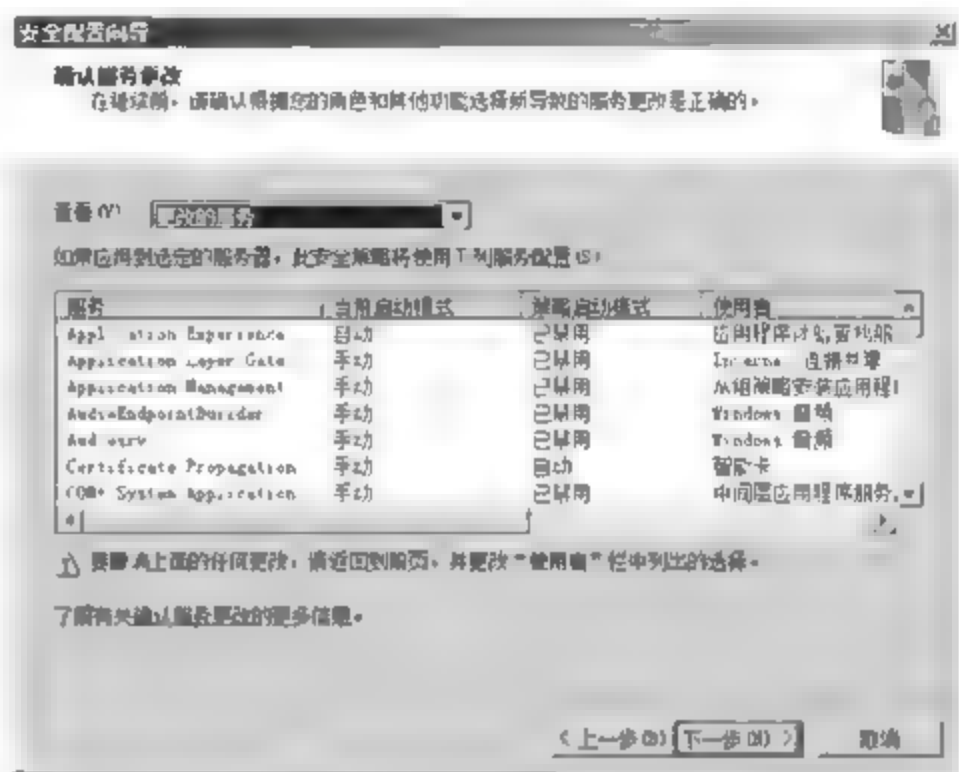 安全配置向导
确认服务更改
在继续前,请确认根据您的角色和其他功能选择所导致的服务更改是正确的。
查看(V)
更改的服务
如果应用到选定的服务器,此安全策略将使用下列服务配置(S):
服务 当前启动模式 策略启动模式 使用者
Application Experience 自动 已禁用
Application Layer Gate 手动 已禁用 Internet 连接共享
Application Management 手动 已禁用 从组策略安装应用程
AudioEndpointBuilder 手动 已禁用 Windows 音频
AudioSrv 手动 已禁用 Windows 音频
Certificate Propagation 手动 自动 智能卡
COM+ System Application 手动 已禁用 中间层应用程序服务,
要取消上面的任何更改,请返回到前页,并更改“使用者”栏中列出的选择。
了解有关确认服务更改的更多信息。
< 上一步(B) 下一步(N) > 取消